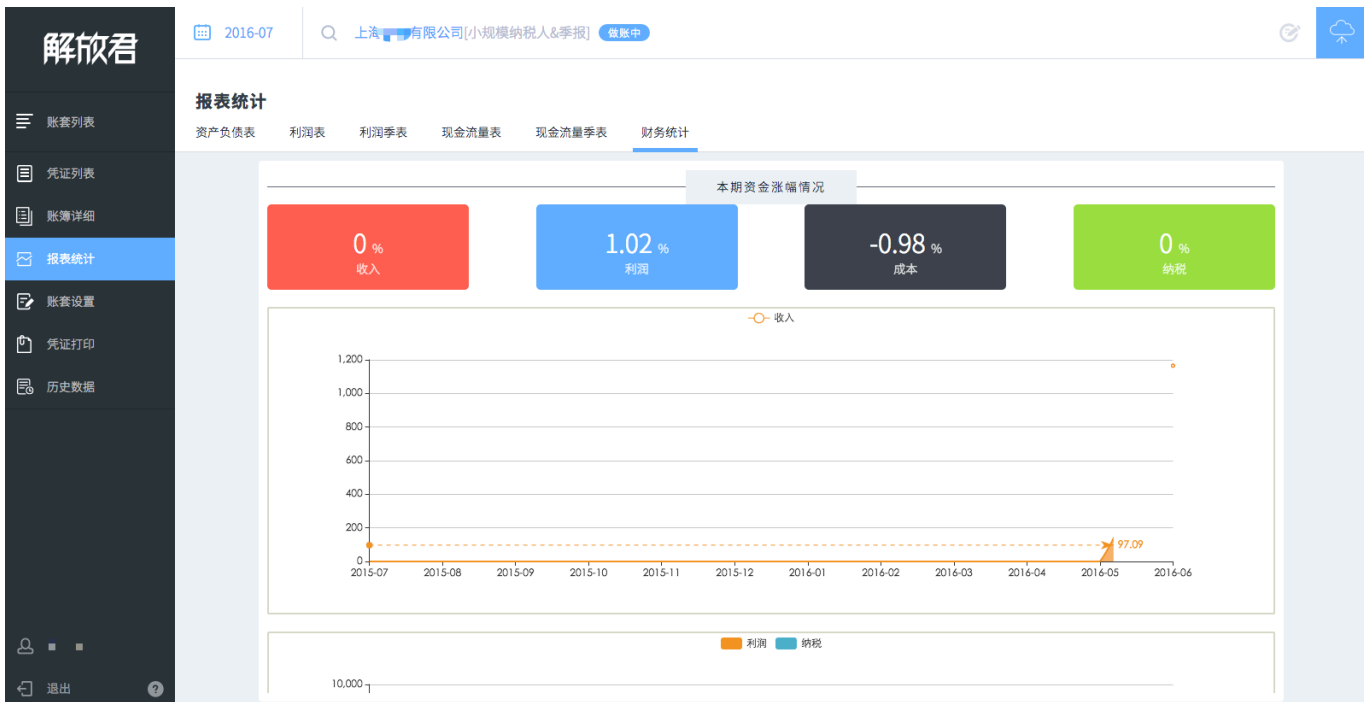 解放君
账套列表
凭证列表
账簿详细
报表统计
账套设置
凭证打印
历史数据
退出
?
2016-07
上海
有限公司[小规模纳税人&季报]
做账中
报表统计
资产负债表 利润表 利润季表 现金流量表 现金流量季表 财务统计
本期资金涨幅情况
0 %
收入
1.02 %
利润
-0.98 %
成本
0 %
纳税
收入
1,200
1,000
800
600
400
200
0
97.09
2015-07 2015-08 2015-09 2015-10 2015-11 2015-12 2016-01 2016-02 2016-03 2016-04 2016-05 2016-06
利润 纳税
10,000